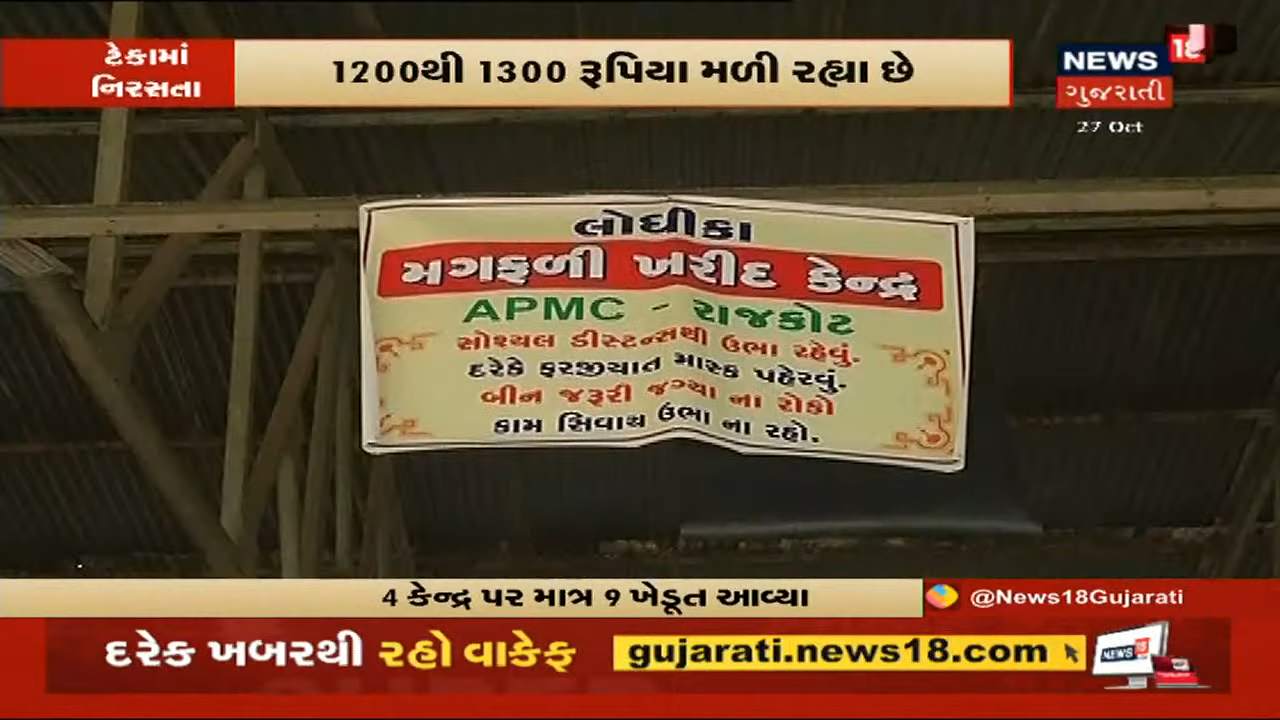 ટેકામાં
નિરસતા
1200થી 1300 રૂપિયા મળી રહ્યા છે
NEWS 18
ગુજરાતી
27 Oct
લોધીકા
મગફળી ખરીદ કેન્દ્ર
APMC - રાજકોટ
સોશ્યલ ડીસ્ટન્સથી ઉભા રહેવું.
દરેકે ફરજીયાત માસ્ક પહેરવું.
બીન જરૂરી જગ્યા ના રોકો
કામ સિવાય ઉભા ના રહો.
4 કેન્દ્ર પર માત્ર 9 ખેડૂત આવ્યા
@News18Gujarati
દરેક ખબરથી રહો વાકેફ
gujarati.news18.com
NEWS 18